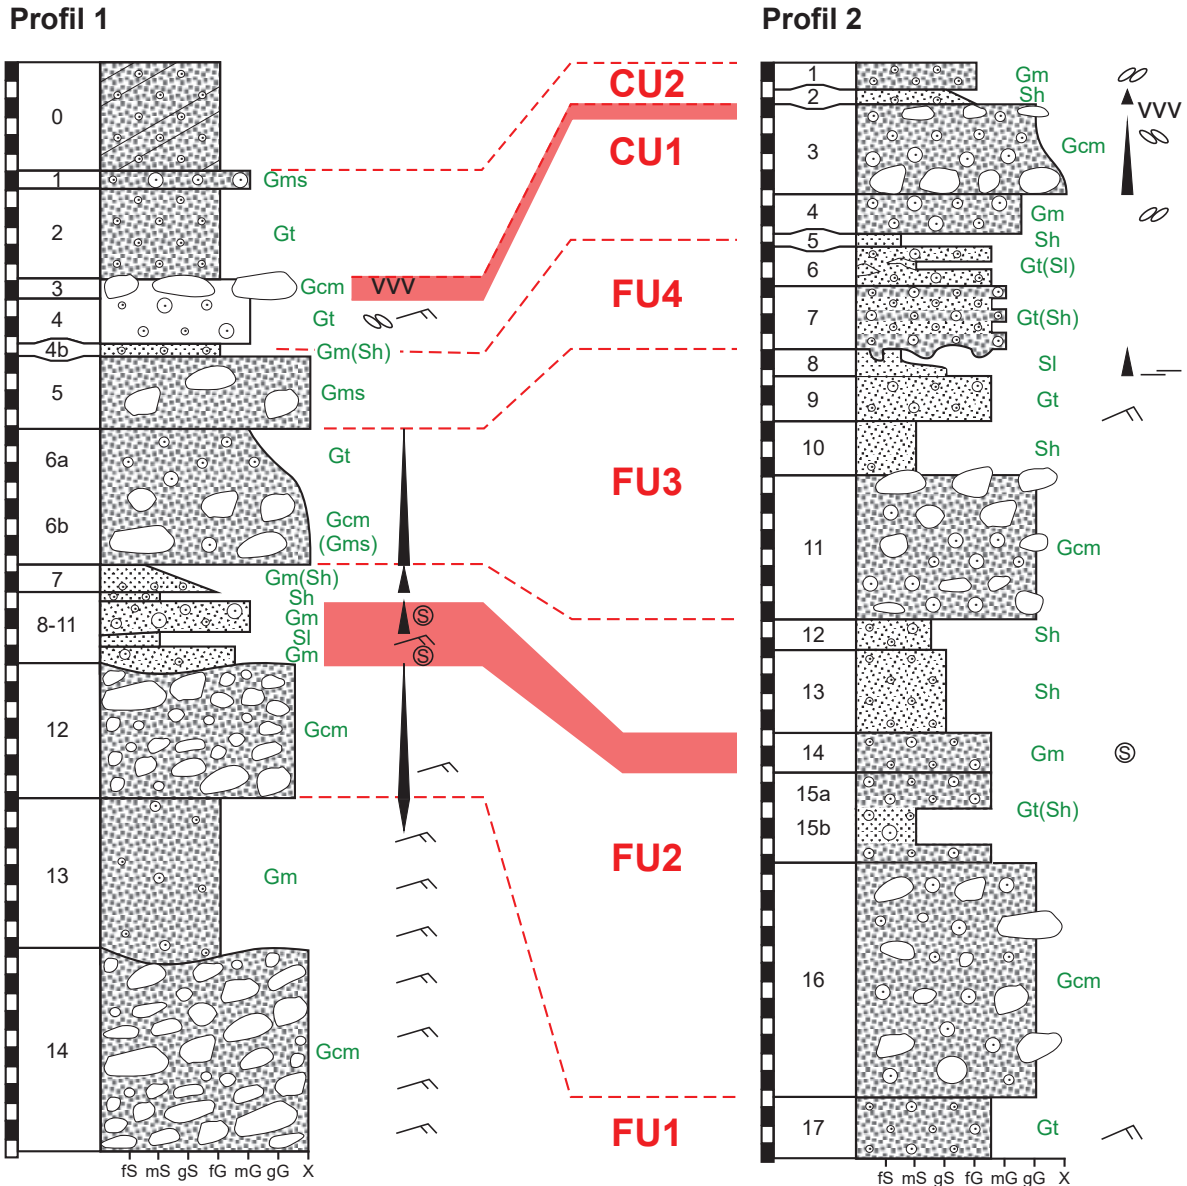 Profil 1
0
1
Gms
2
Gt
3
Gcm
VVV
4
Gt
4b
Gm(Sh)
5
Gms
6a
Gt
6b
Gcm
(Gms)
7
Gm(Sh)
Sh
8-11
Gm
S
Sl
Gm
S
12
Gcm
13
Gm
14
Gcm
fS mS gS fG mG gG X
CU2
CU1
FU4
FU3
FU2
FU1
Profil 2
1
Gm
2
Sh
VVV
3
Gcm
4
Gm
5
Sh
6
Gt(Sl)
7
Gt(Sh)
8
Sl
9
Gt
10
Sh
11
Gcm
12
Sh
13
Sh
14
Gm
S
15a
Gt(Sh)
15b
16
Gcm
17
Gt
fS mS gS fG mG gG X